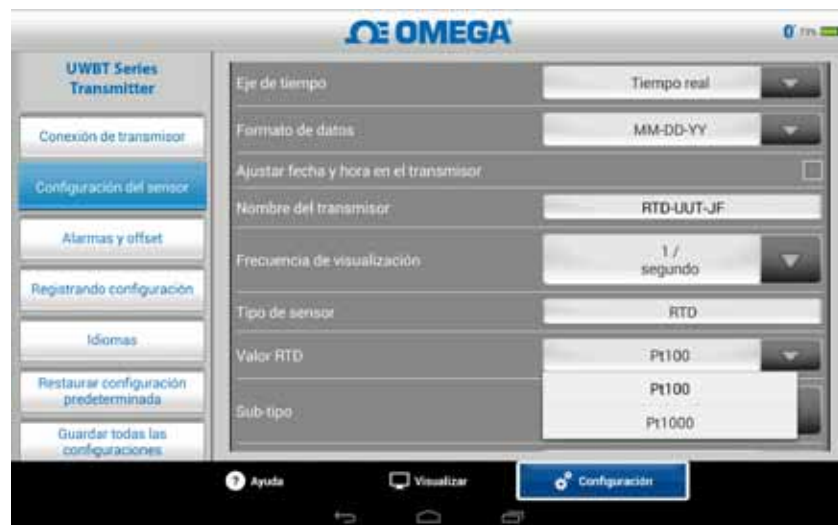 OMEGA
UWBT Series
Transmitter
Conexión de transmisor
Configuración del sensor
Alarmas y offset
Registrando configuración
Idiomas
Restaurar configuración
predeterminada
Guardar todas las
configuraciones
Eje de tiempo
Tiempo real
Formato de datos
MM-DD-YY
Ajustar fecha y hora en el transmisor
Nombre del transmisor
RTD-UUT-JF
Frecuencia de visualización
1 /
segundo
Tipo de sensor
RTD
Valor RTD
Pt100
Pt100
Pt1000
Sub-tipo
Ayuda
Visualizar
Configuración